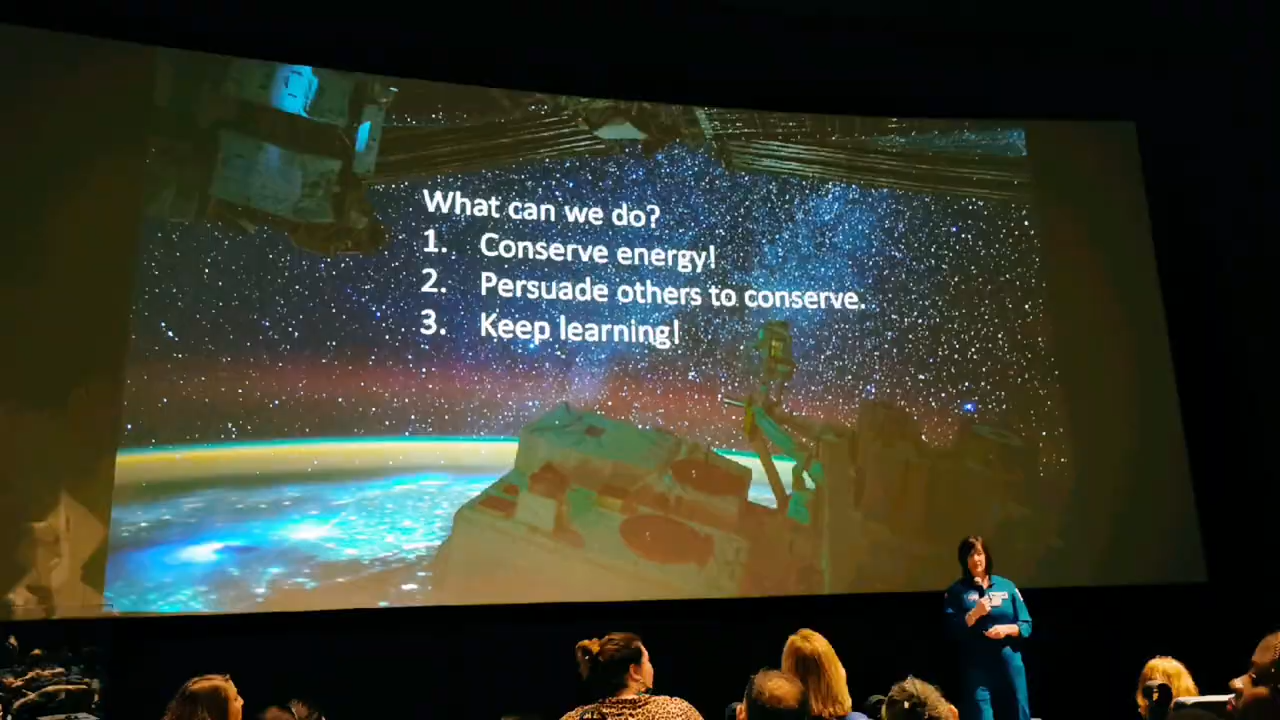 What can we do?
1. Conserve energy!
2. Persuade others to conserve.
3. Keep learning!